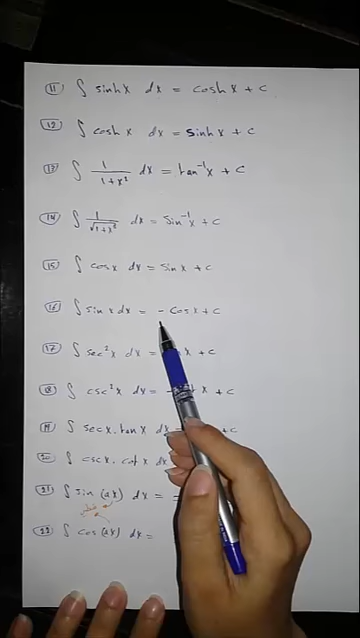 11 ∫ sinh x dx = cosh x + c
12 ∫ cosh x dx = sinh x + c
13 ∫ 1/(1+x²) dx = tan⁻¹x + c
14 ∫ 1/√(1+x²) dx = sin⁻¹x + c
15 ∫ cos x dx = sin x + c
16 ∫ sin x dx = - cos x + c
17 ∫ sec² x dx = x + c
18 ∫ csc² x dx = - x + c
19 ∫ sec x . tan x dx = + c
20 ∫ csc x . cot x dx
21 ∫ sin (ax) dx =
22 ∫ cos (ax) dx =